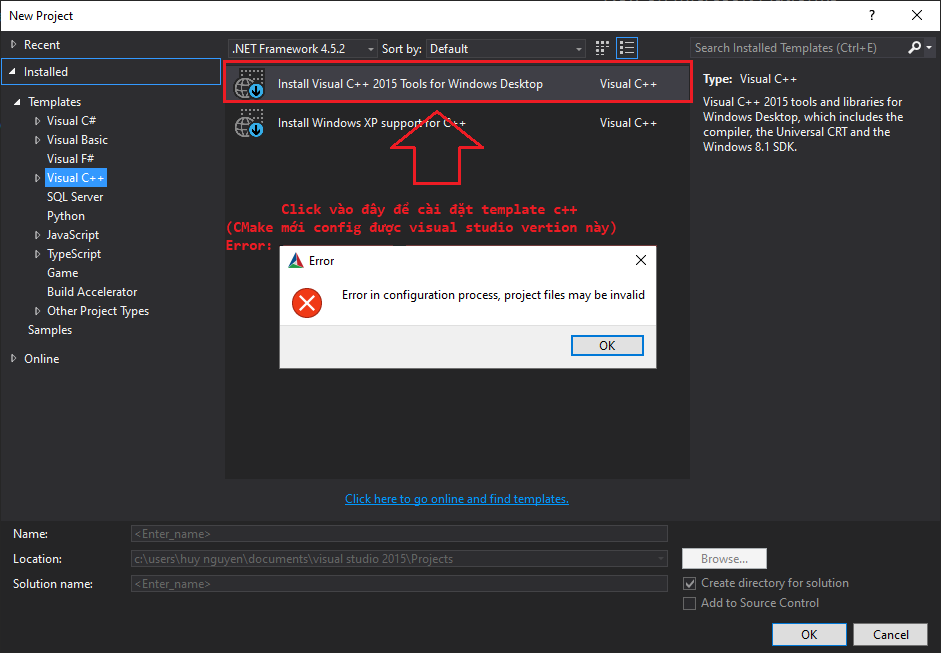 New Project
?
Recent
.NET Framework 4.5.2
Sort by:
Default
Search Installed Templates (Ctrl+E)
Installed
Install Visual C++ 2015 Tools for Windows Desktop
Visual C++
Type: Visual C++
Visual C++ 2015 tools and libraries for
Windows Desktop, which includes the
compiler, the Universal CRT and the
Windows 8.1 SDK.
Install Windows XP support for C++
Visual C++
Templates
Visual C#
Visual Basic
Visual F#
Visual C++
SQL Server
Python
JavaScript
TypeScript
Game
Build Accelerator
Other Project Types
Samples
Online
Click vào đây để cài đặt template c++
(CMake mới config được visual studio vertion này)
Error:
Error
Error in configuration process, project files may be invalid
OK
Click here to go online and find templates.
Name:
<Enter_name>
Location:
c:\users\huy nguyen\documents\visual studio 2015\Projects
Browse...
Solution name:
<Enter_name>
Create directory for solution
Add to Source Control
OK
Cancel